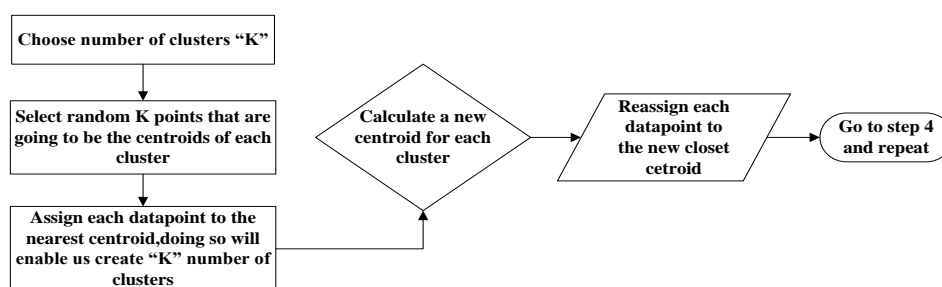 Choose number of clusters “K”
Select random K points that are
going to be the centroids of each
cluster
Assign each datapoint to the
nearest centroid,doing so will
enable us create “K” number of
clusters
Calculate a new
centroid for each
cluster
Reassign each
datapoint to
the new closet
cetroid
Go to step 4
and repeat